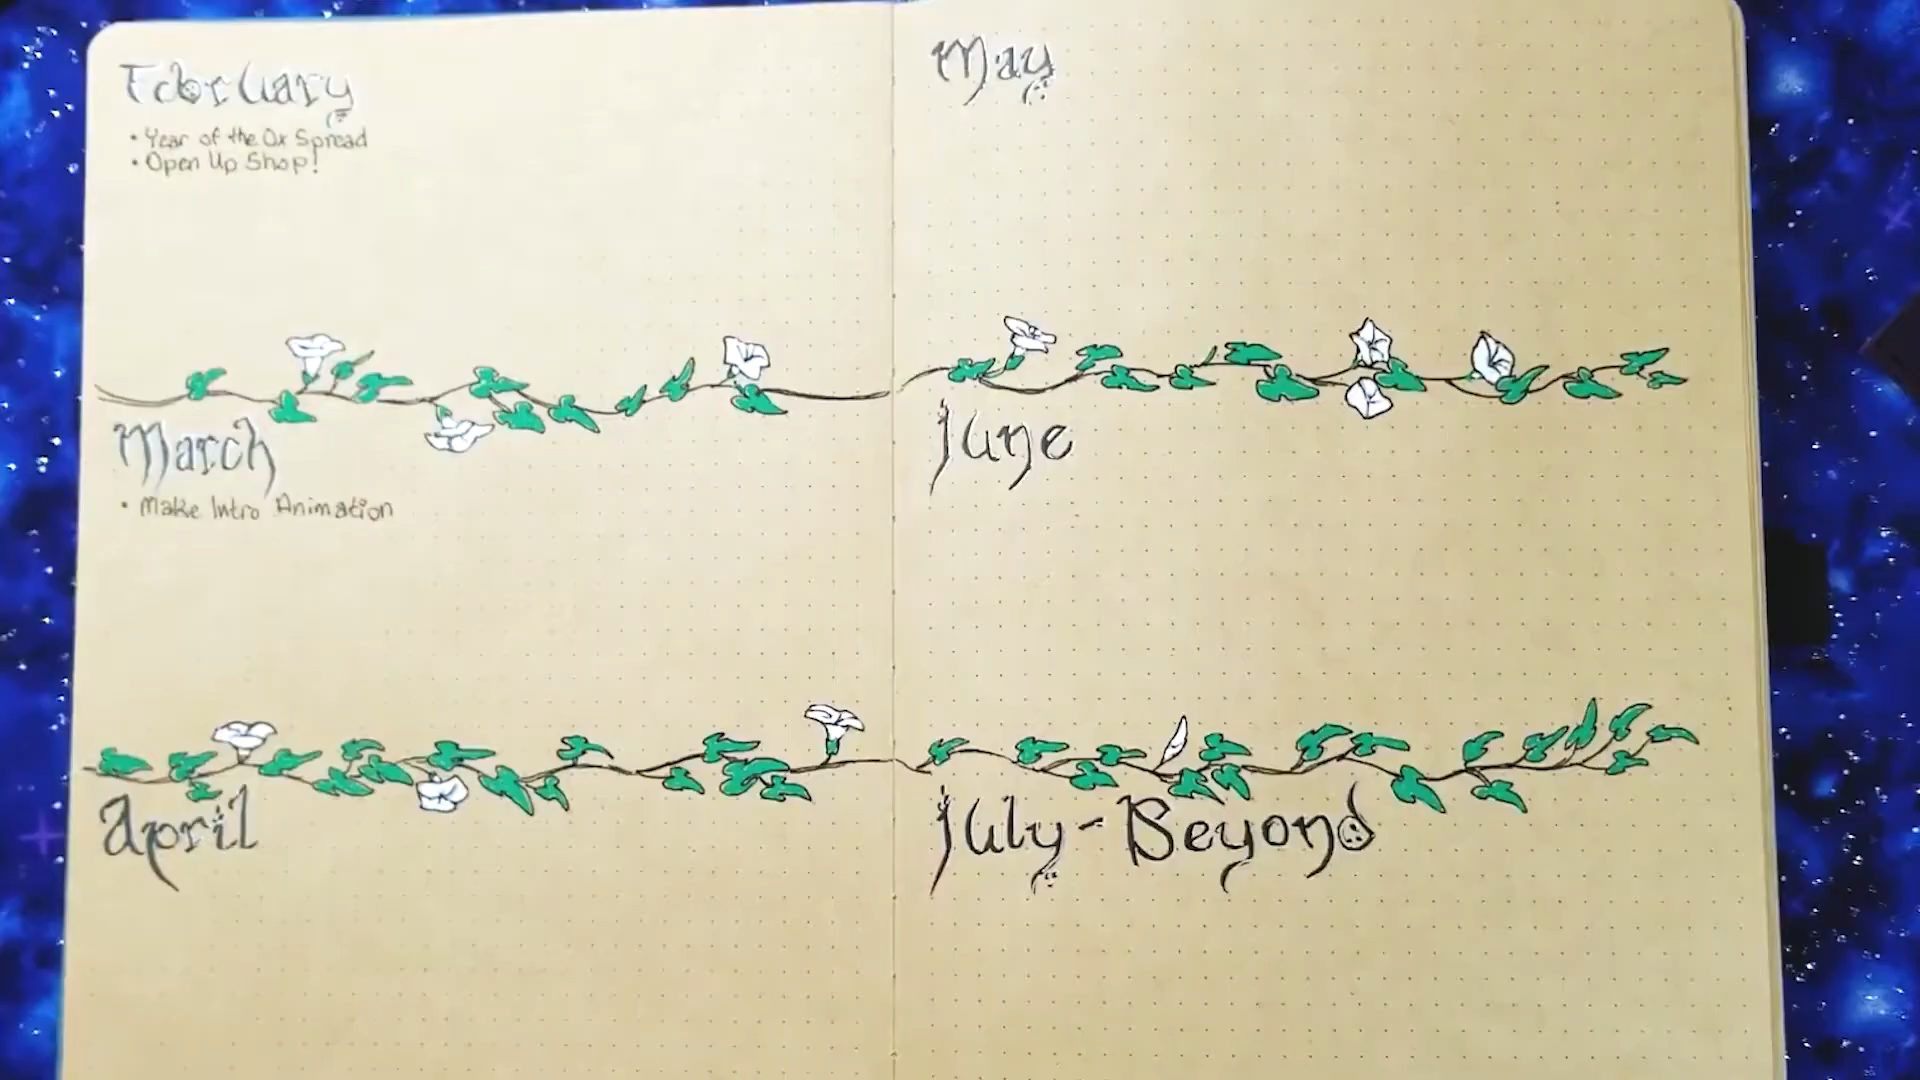 February
• Year of the Ox Spread
• Open Up Shop!
March
• Make Intro Animation
April
May
June
July - Beyond